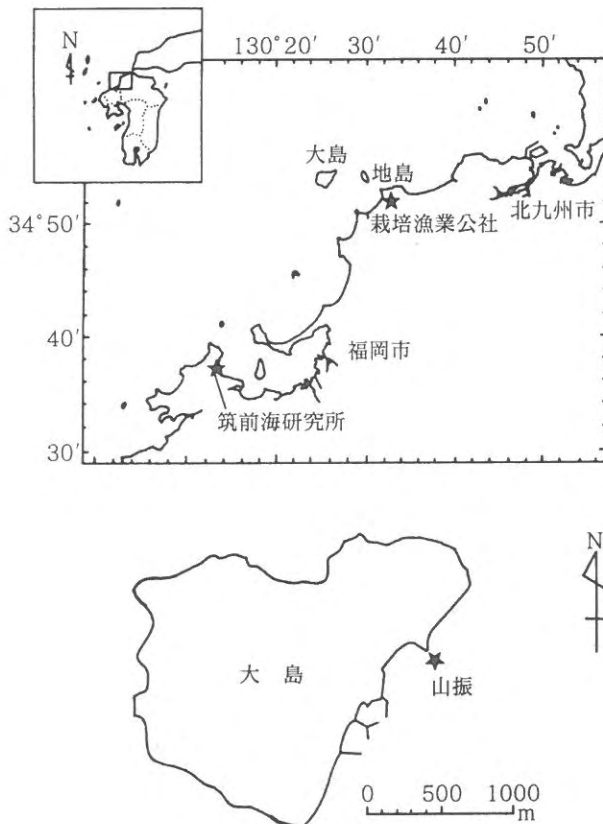 N
130° 20′ 30′ 40′ 50′
大島
地島
34° 50′
栽培漁業公社
北九州市
40′
福岡市
筑前海研究所
30′
N
大 島
山振
0 500 1000
m